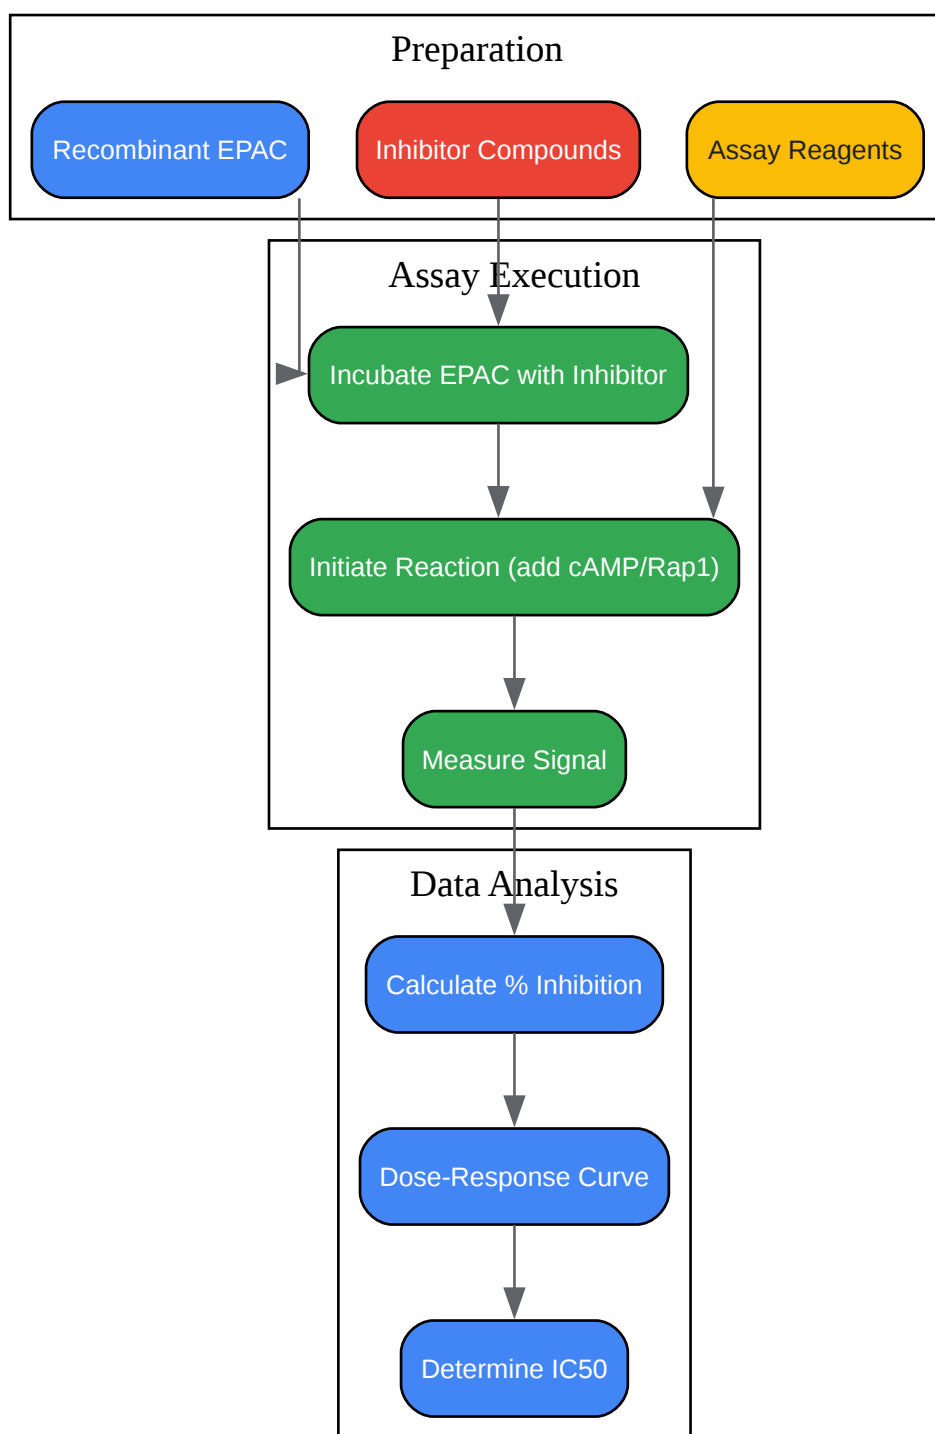 Preparation
Recombinant EPAC
Inhibitor Compounds
Assay Reagents
Assay Execution
Incubate EPAC with Inhibitor
Initiate Reaction (add cAMP/Rap1)
Measure Signal
Data Analysis
Calculate % Inhibition
Dose-Response Curve
Determine IC50